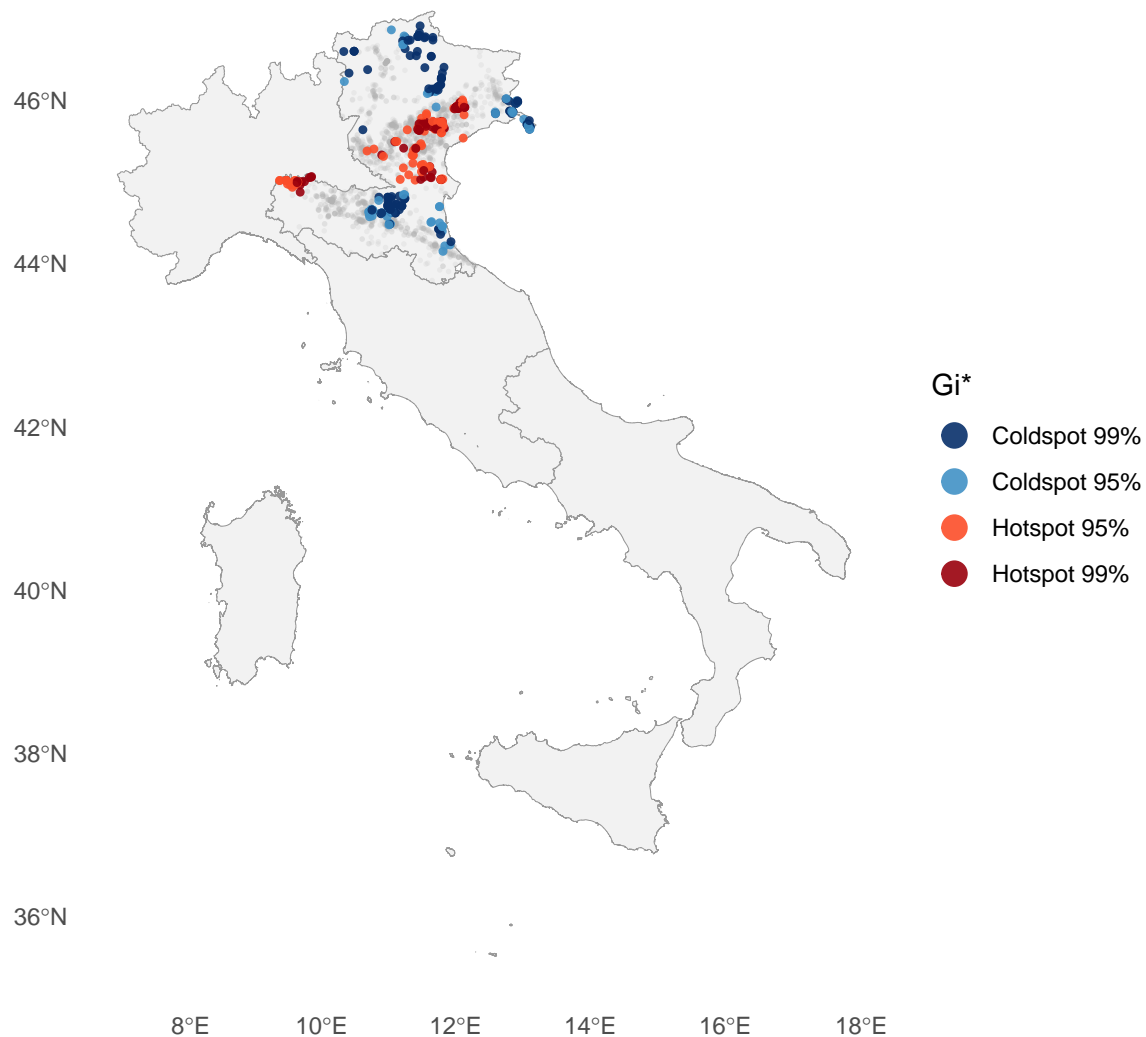 46°N
44°N
42°N
40°N
38°N
36°N
8°E
10°E
12°E
14°E
16°E
18°E
Gi*
Coldspot 99%
Coldspot 95%
Hotspot 95%
Hotspot 99%